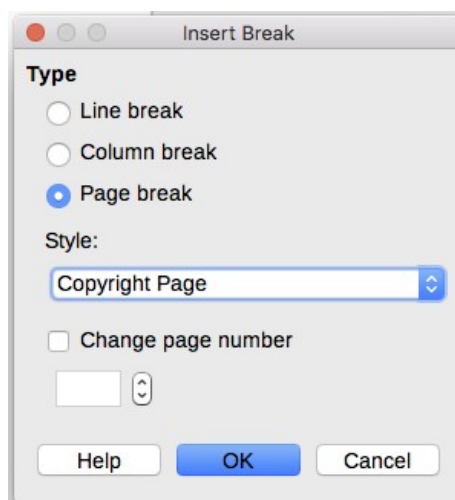 Insert Break
Type
Line break
Column break
Page break
Style:
Copyright Page
Change page number
Help OK Cancel